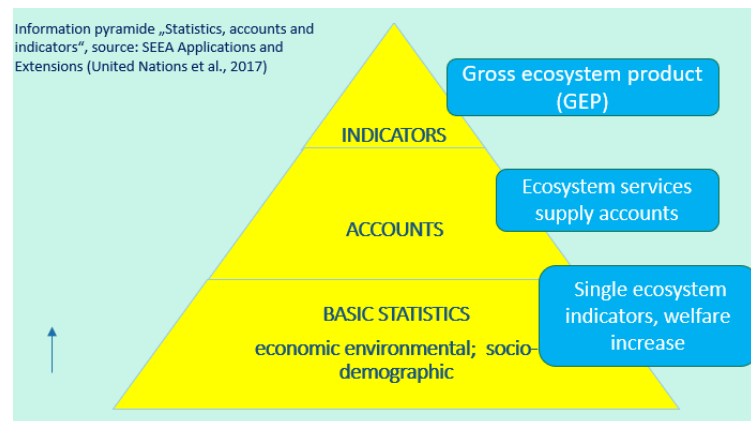 Information pyramide „Statistics, accounts and
indicators“, source: SEEA Applications and
Extensions (United Nations et al., 2017)
Gross ecosystem product
(GEP)
INDICATORS
Ecosystem services
supply accounts
ACCOUNTS
Single ecosystem
indicators, welfare
increase
BASIC STATISTICS
economic environmental; socio-
demographic